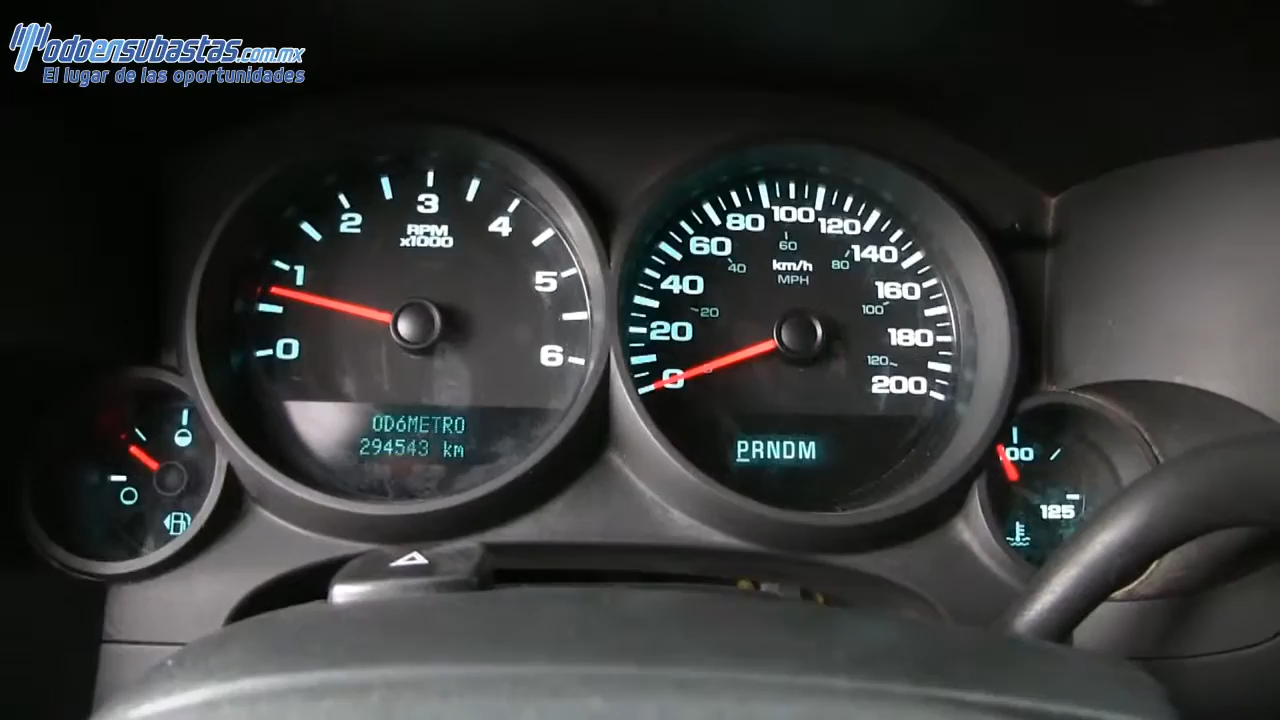 Todoensubastas.com.mx
El lugar de las oportunidades
0 1 2 3 4 5 6
RPM
x1000
0 20 40 60 80 100 120 140 160 180 200
20 40 60 80 100 120
km/h
MPH
OD6METRO
294543 km
PRNDM
100
125